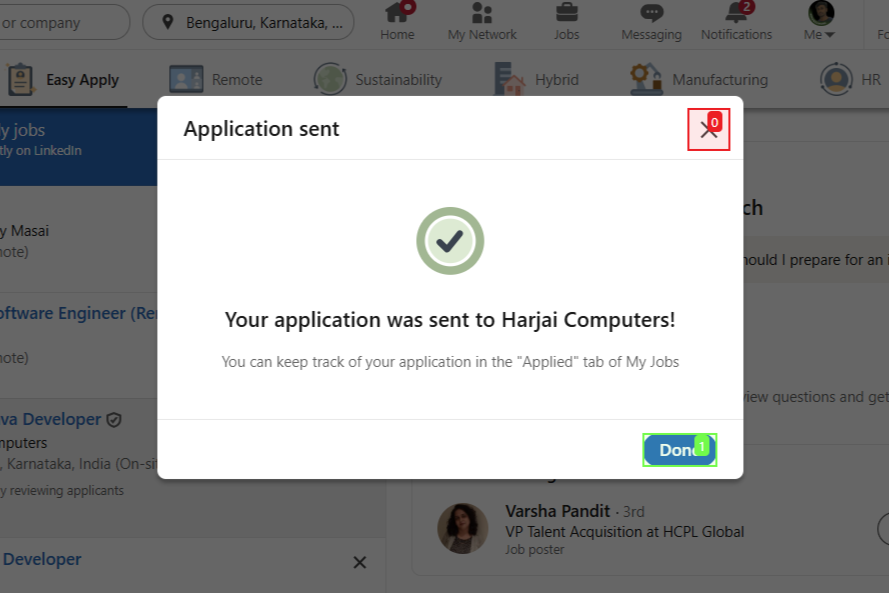 or company
Bengaluru, Karnataka, ...
Home
My Network
Jobs
Messaging
2
Notifications
Me
Fo
Easy Apply
Remote
Sustainability
Hybrid
Manufacturing
HR
y jobs
tly on LinkedIn
Application sent
0
y Masai
note)
ch
ould I prepare for an i
oftware Engineer (Rer
note)
Your application was sent to Harjai Computers!
You can keep track of your application in the "Applied" tab of My Jobs
view questions and get
va Developer
mputers
, Karnataka, India (On-sit
y reviewing applicants
Done
1
Varsha Pandit · 3rd
VP Talent Acquisition at HCPL Global
Job poster
Developer